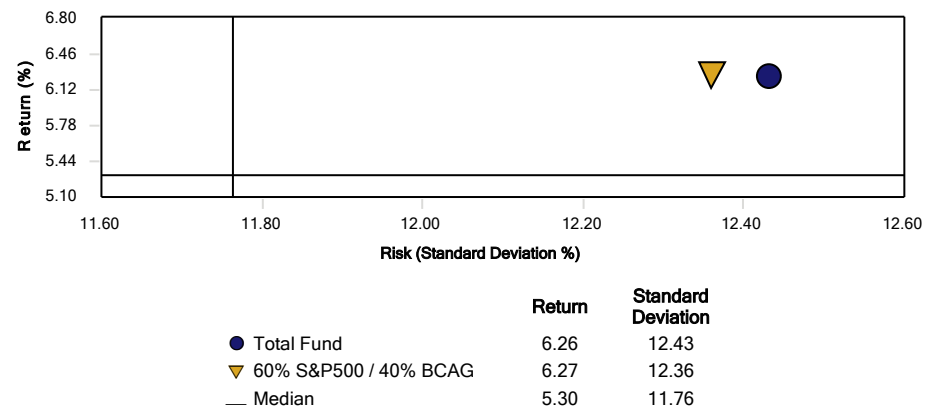 6.80
6.46
6.12
5.78
5.44
5.10
Return (%)
11.60 11.80 12.00 12.20 12.40 12.60
Risk (Standard Deviation %)
Return Standard Deviation
Total Fund 6.26 12.43
60% S&P500 / 40% BCAG 6.27 12.36
Median 5.30 11.76